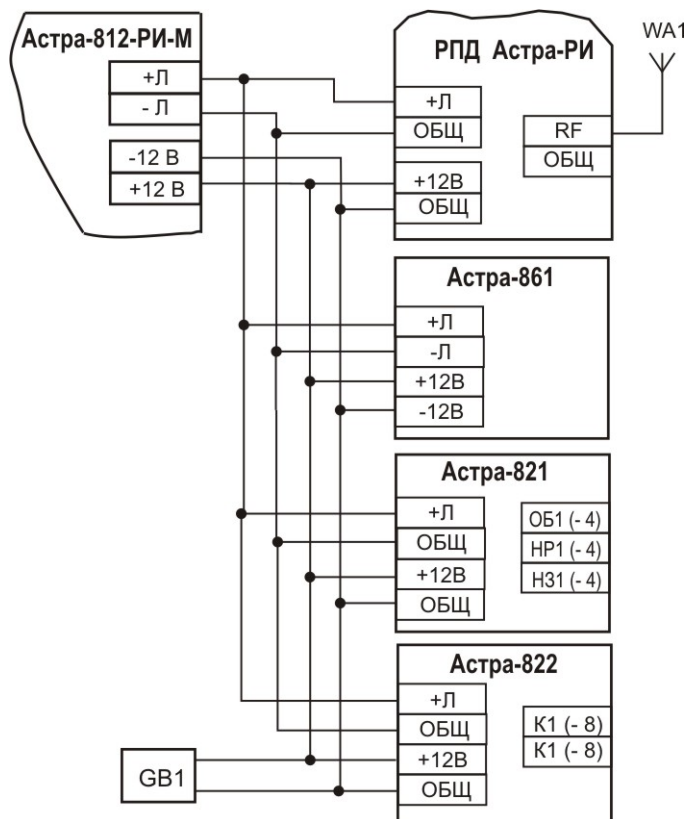 Астра-812-РИ-М
+Л
- Л
-12 В
+12 В
РПД Астра-РИ
+Л
ОБЩ
+12В
ОБЩ
RF
ОБЩ
WA1
Астра-861
+Л
-Л
+12В
-12В
Астра-821
+Л
ОБЩ
+12В
ОБЩ
ОБ1 (- 4)
НР1 (- 4)
НЗ1 (- 4)
Астра-822
+Л
ОБЩ
+12В
ОБЩ
К1 (- 8)
К1 (- 8)
GB1